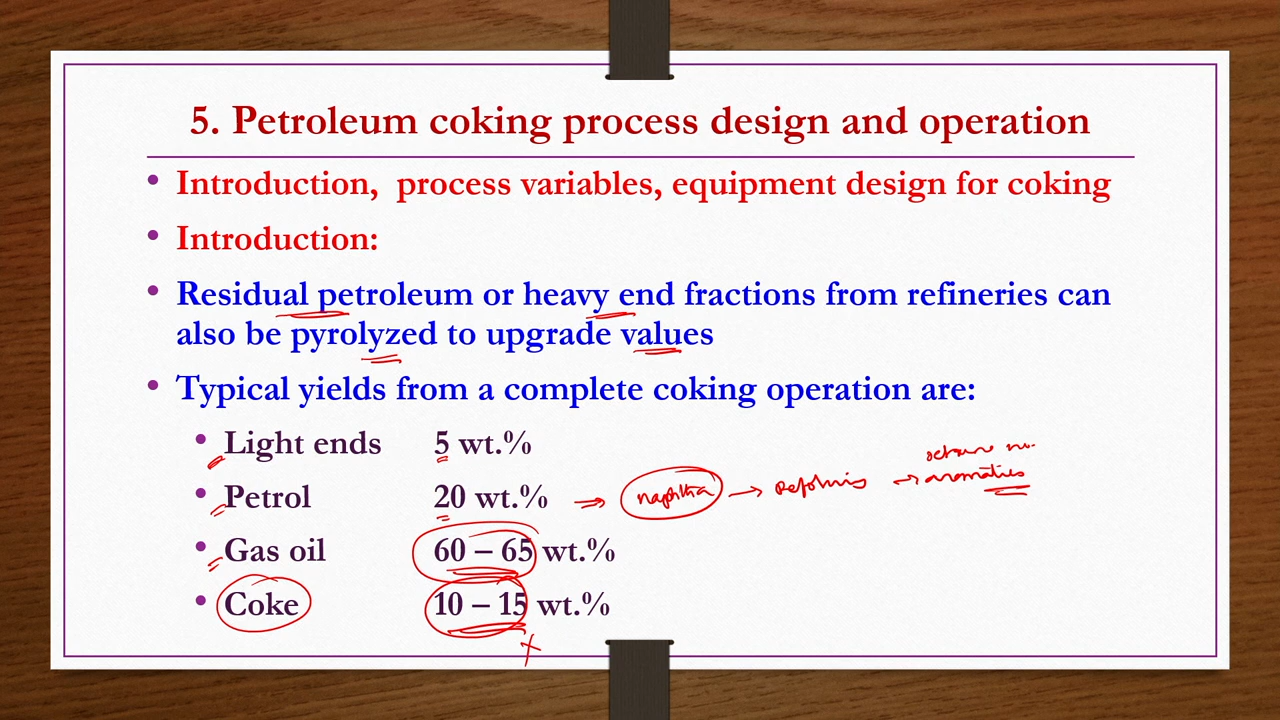 5. Petroleum coking process design and operation
• Introduction, process variables, equipment design for coking
• Introduction:
• Residual petroleum or heavy end fractions from refineries can
also be pyrolyzed to upgrade values
• Typical yields from a complete coking operation are:
• Light ends 5 wt.%
octane no.
• Petrol 20 wt.% ⇒ naphtha → → aromatics
• Gas oil 60 – 65 wt.%
• Coke 10 – 15 wt.%